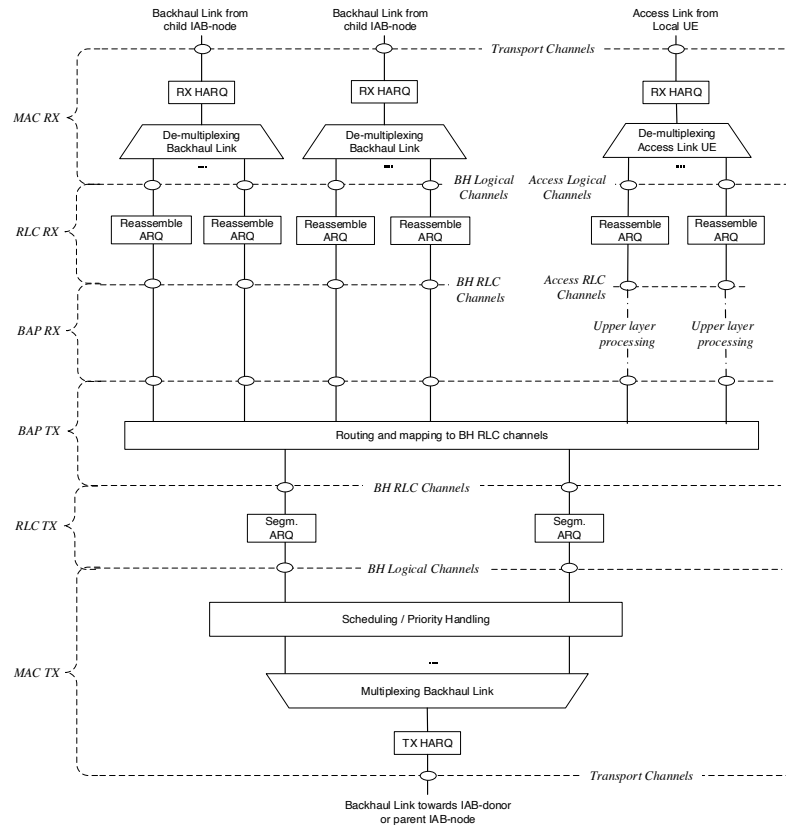 Backhaul Link from
child IAB-node
Backhaul Link from
child IAB-node
Access Link from
Local UE
Transport Channels
RX HARQ
RX HARQ
RX HARQ
MAC RX
De-multiplexing
Backhaul Link
De-multiplexing
Backhaul Link
De-multiplexing
Access Link UE
BH Logical
Channels
Access Logical
Channels
RLC RX
Reassemble
ARQ
Reassemble
ARQ
Reassemble
ARQ
Reassemble
ARQ
Reassemble
ARQ
Reassemble
ARQ
BH RLC
Channels
Access RLC
Channels
BAP RX
Upper layer
processing
Upper layer
processing
BAP TX
Routing and mapping to BH RLC channels
BH RLC Channels
RLC TX
Segm.
ARQ
Segm.
ARQ
BH Logical Channels
Scheduling / Priority Handling
MAC TX
Multiplexing Backhaul Link
TX HARQ
Transport Channels
Backhaul Link towards IAB-donor
or parent IAB-node